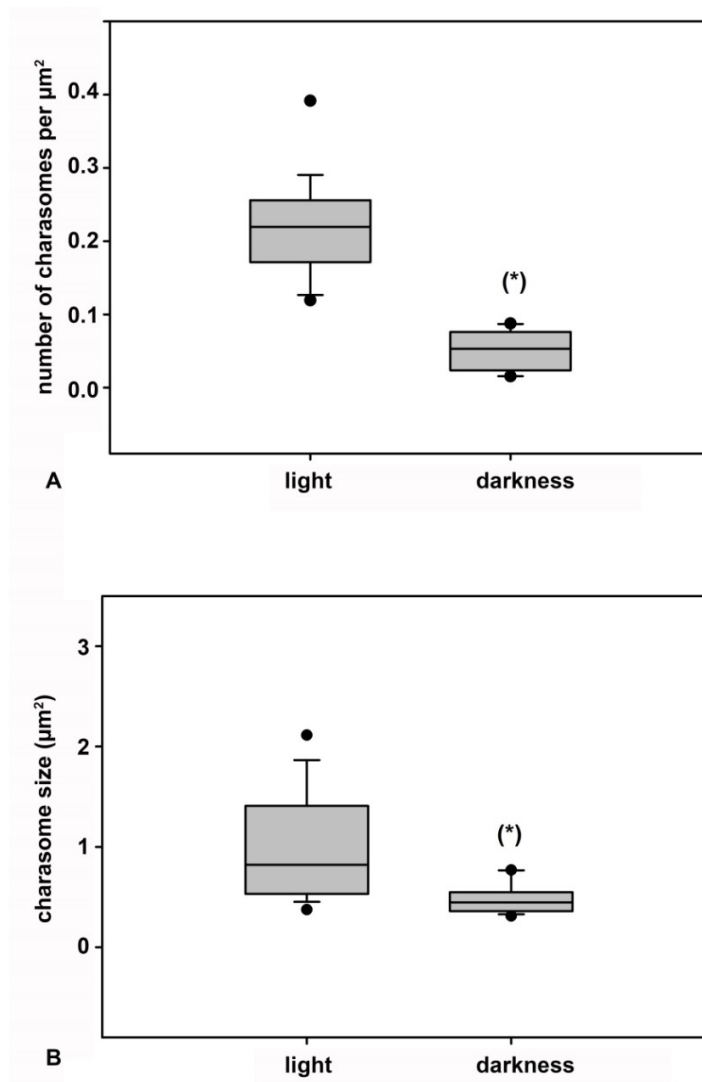 number of charasomes per µm²
0.4
0.3
0.2
0.1
0.0
(*)
A
light darkness
charasome size (µm²)
3
2
1
0
(*)
B
light darkness